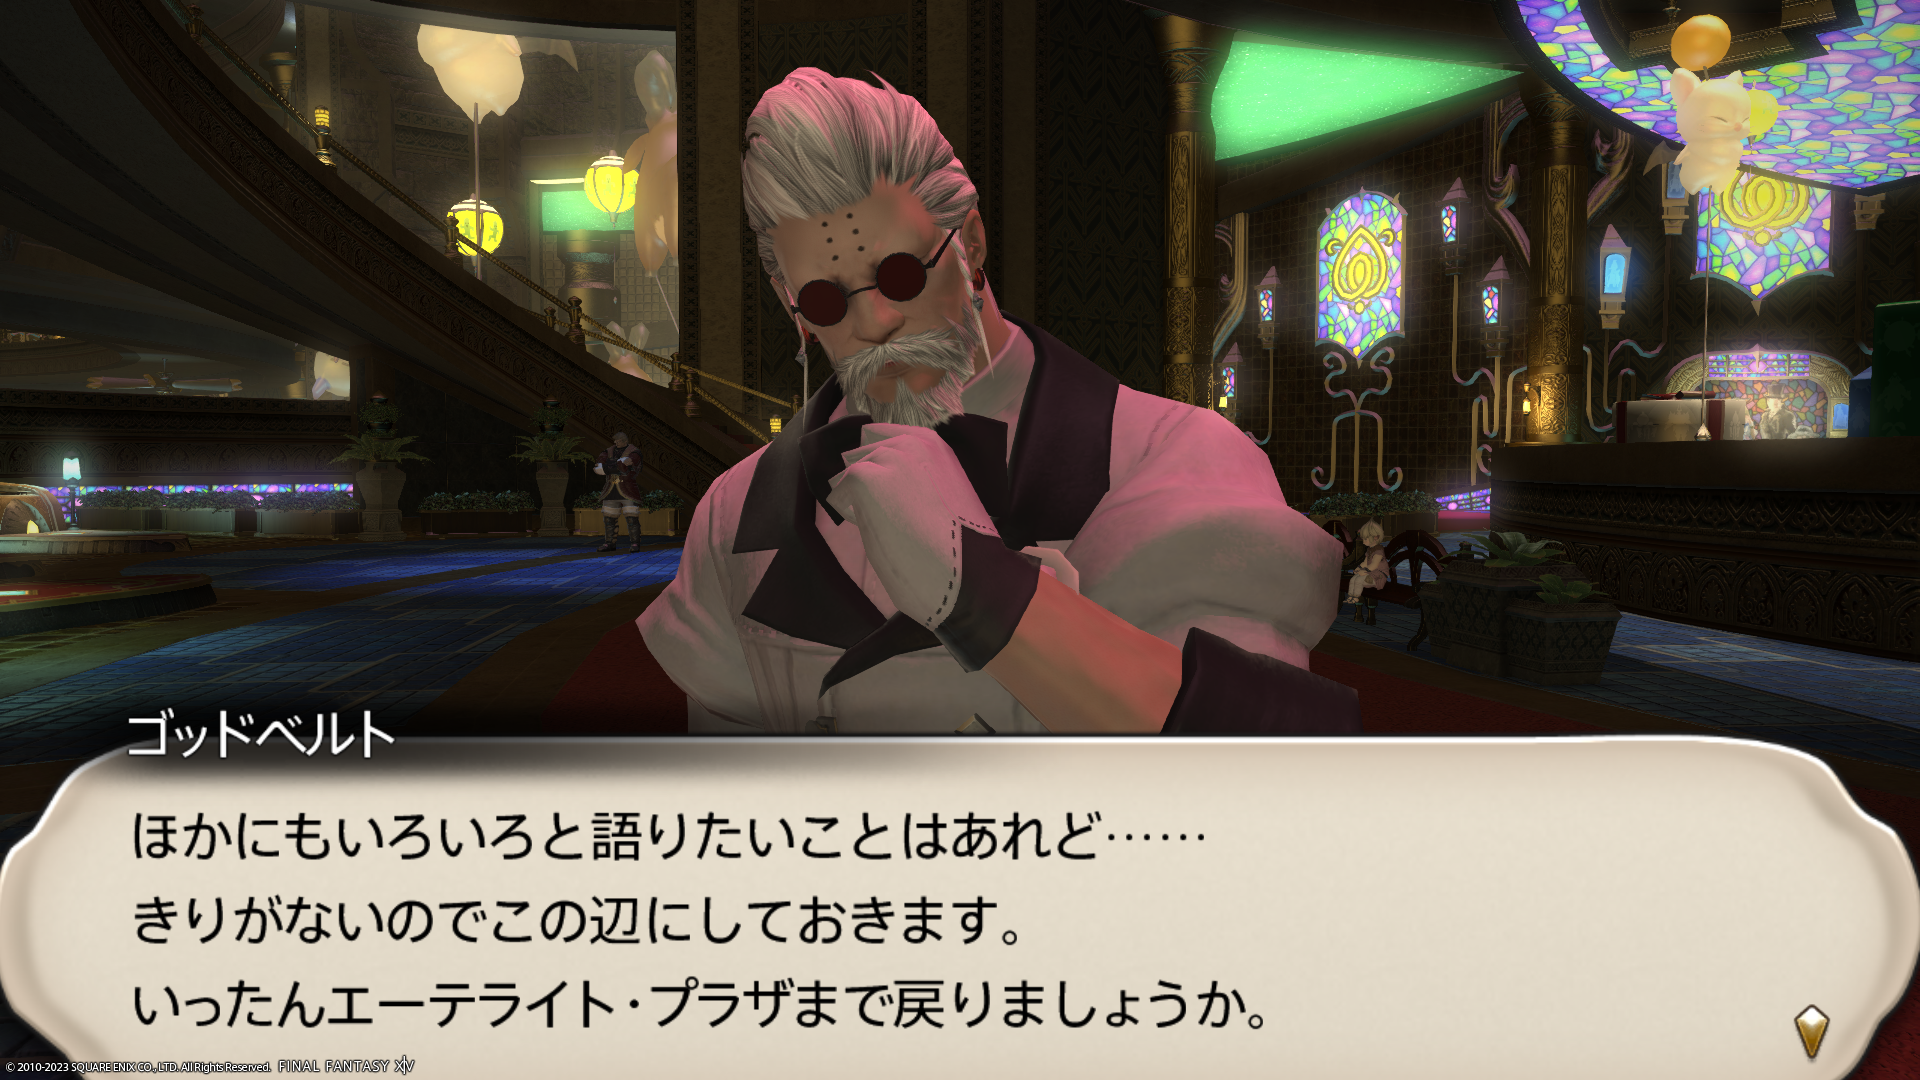 ゴッドベルト
ほかにもいろいろと語りたいことはあれど……
きりがないのでこの辺にしておきます。
いったんエーテライト・プラザまで戻りましょうか。
© 2010-2023 SQUARE ENIX CO., LTD. All Rights Reserved. FINAL FANTASY XIV